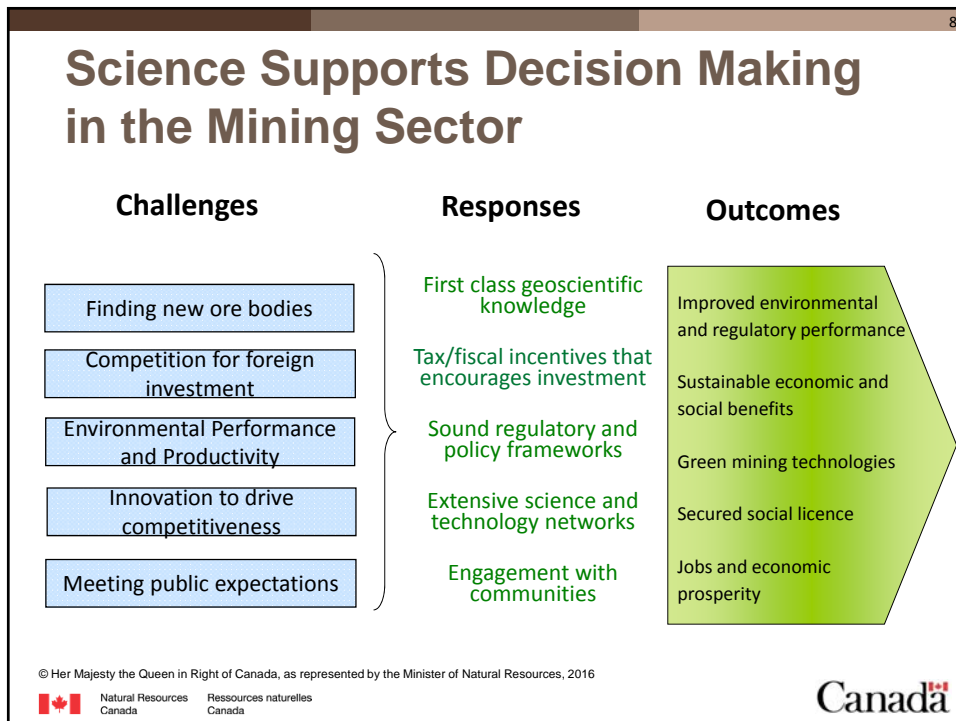 8
Science Supports Decision Making
in the Mining Sector
Challenges
Finding new ore bodies
Competition for foreign
investment
Environmental Performance
and Productivity
Innovation to drive
competitiveness
Meeting public expectations
Responses
First class geoscientific
knowledge
Tax/fiscal incentives that
encourages investment
Sound regulatory and
policy frameworks
Extensive science and
technology networks
Engagement with
communities
Outcomes
Improved environmental
and regulatory performance
Sustainable economic and
social benefits
Green mining technologies
Secured social licence
Jobs and economic
prosperity
© Her Majesty the Queen in Right of Canada, as represented by the Minister of Natural Resources, 2016
Natural Resources
Canada
Ressources naturelles
Canada
Canada